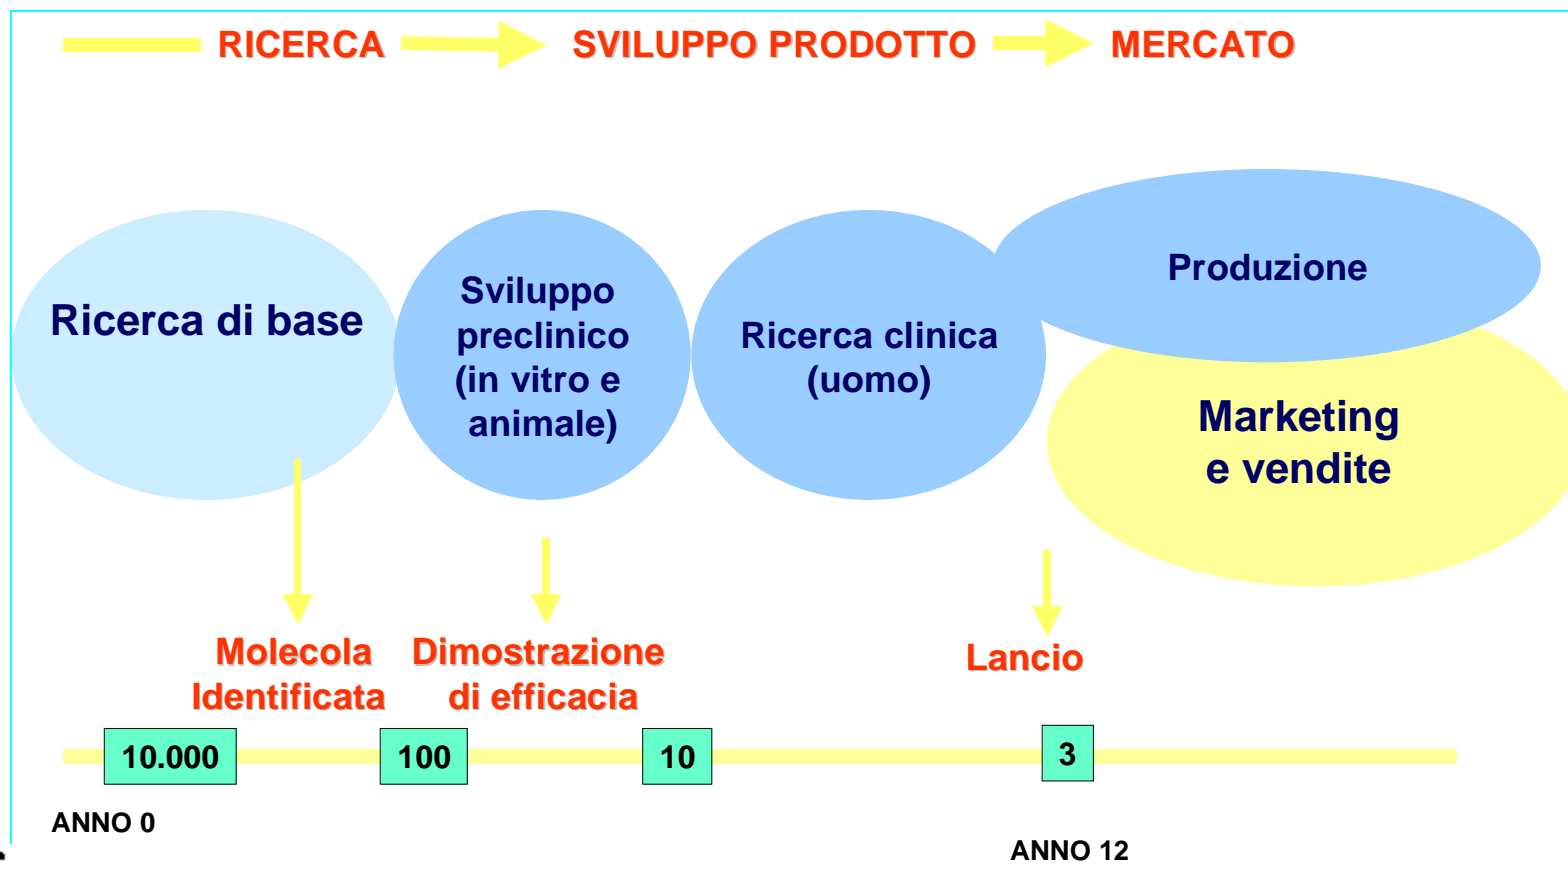 RICERCA SVILUPPO PRODOTTO MERCATO
Ricerca di base
Sviluppo
preclinico
(in vitro e
animale)
Ricerca clinica
(uomo)
Produzione
Marketing
e vendite
Molecola
Identificata
Dimostrazione
di efficacia
Lancio
10.000 100 10 3
ANNO 0
ANNO 12